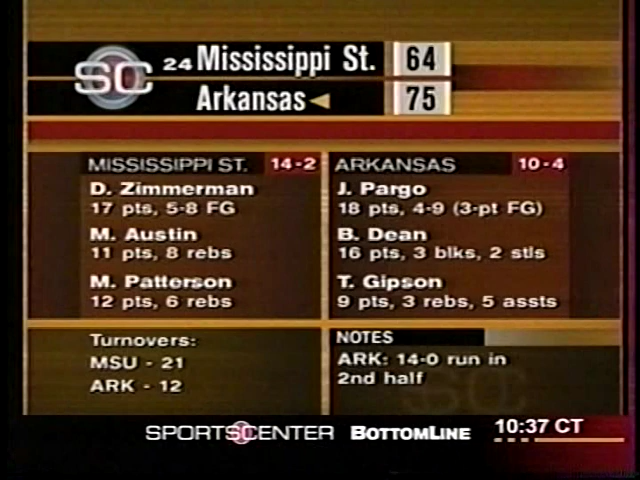 SC
24 Mississippi St. 64
Arkansas 75
MISSISSIPPI ST. 14-2
D. Zimmerman
17 pts, 5-8 FG
M. Austin
11 pts, 8 rebs
M. Patterson
12 pts, 6 rebs
ARKANSAS 10-4
J. Pargo
18 pts, 4-9 (3-pt FG)
B. Dean
16 pts, 3 blks, 2 stls
T. Gipson
9 pts, 3 rebs, 5 assts
Turnovers:
MSU - 21
ARK - 12
NOTES
ARK: 14-0 run in
2nd half
SC
SPORTSCENTER BOTTOMLINE 10:37 CT